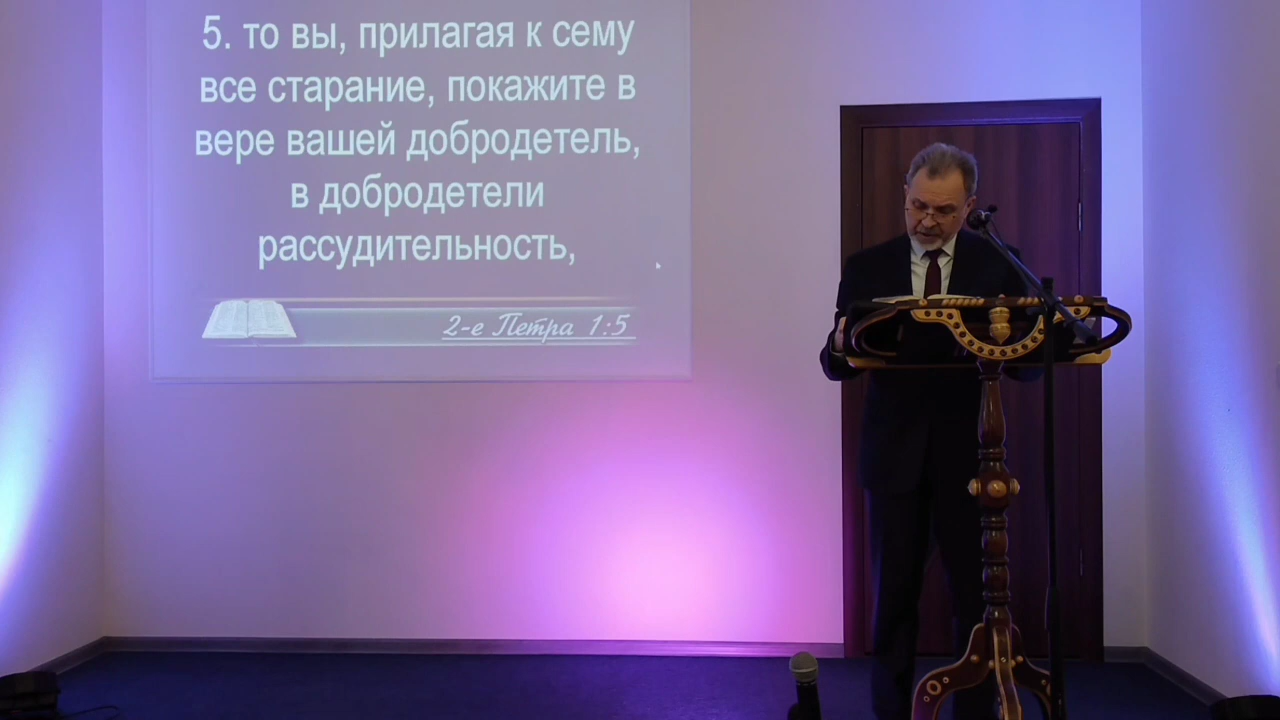 5. то вы, прилагая к сему
все старание, покажите в
вере вашей добродетель,
в добродетели
рассудительность,
2-е Петра 1:5